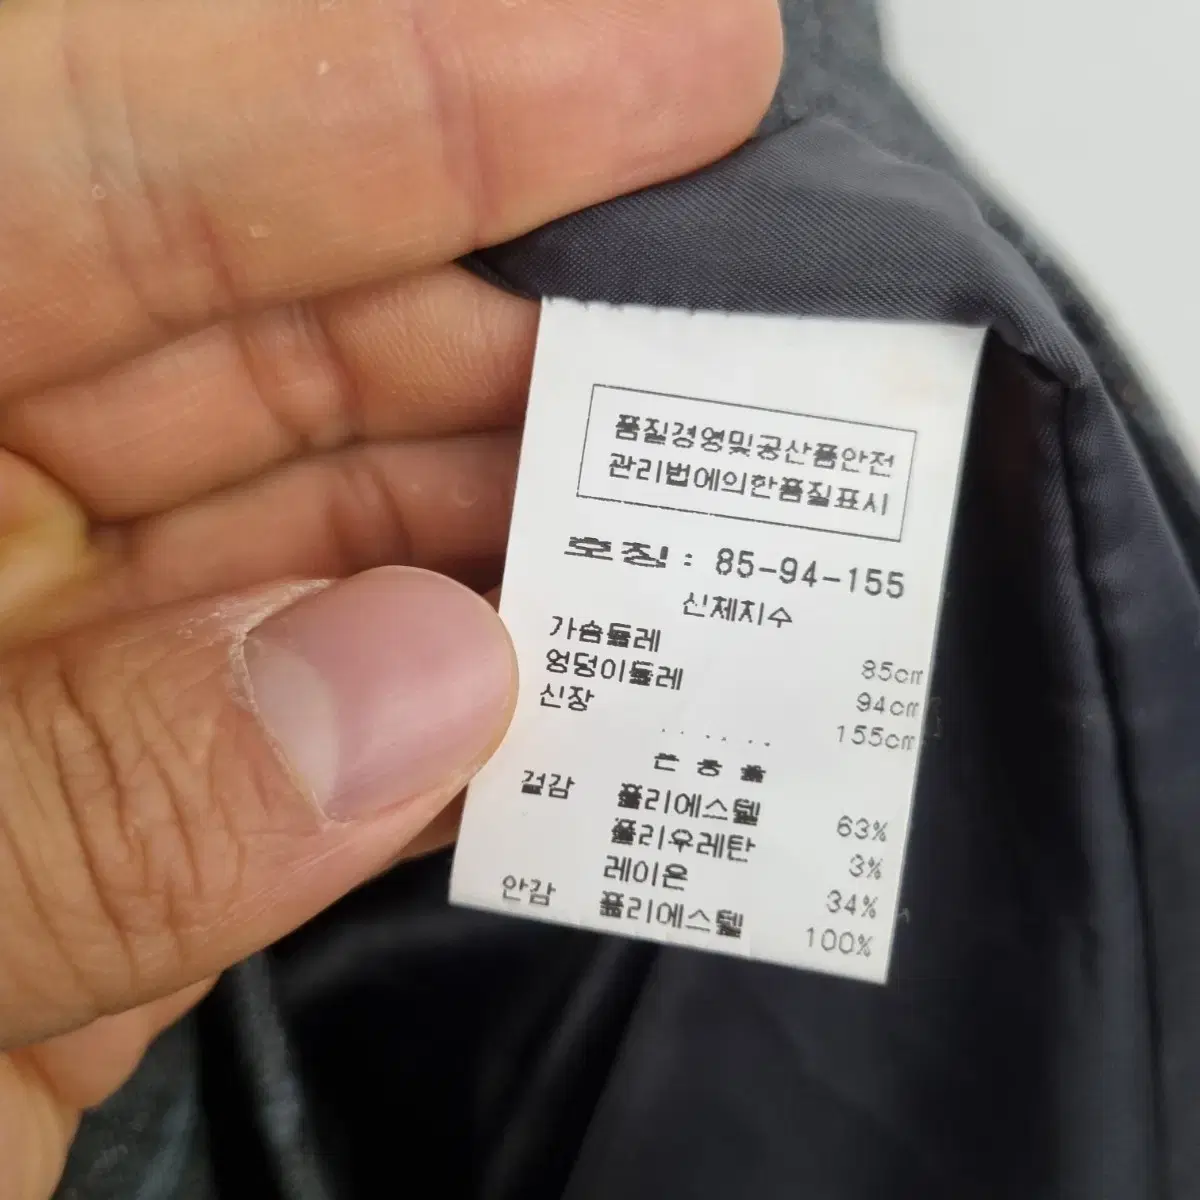 품질경영및공산품안전
관리법에의한품질표시
호칭: 85-94-155
신체치수
가슴둘레 85cm
엉덩이둘레 94cm
신장 155cm
겉감 폴리에스텔 63%
폴리우레탄 3%
레이온 34%
안감 폴리에스텔 100%